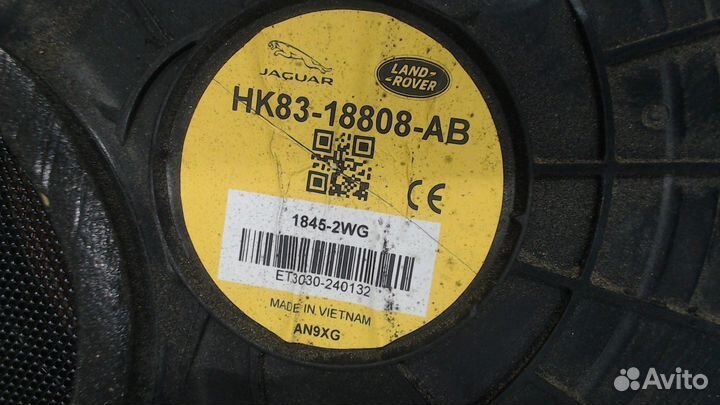 JAGUAR
LAND-
ROVER
HK83-18808-AB
CE
1845-2WG
ET3030-240132
MADE IN VIETNAM
AN9XG
Avito